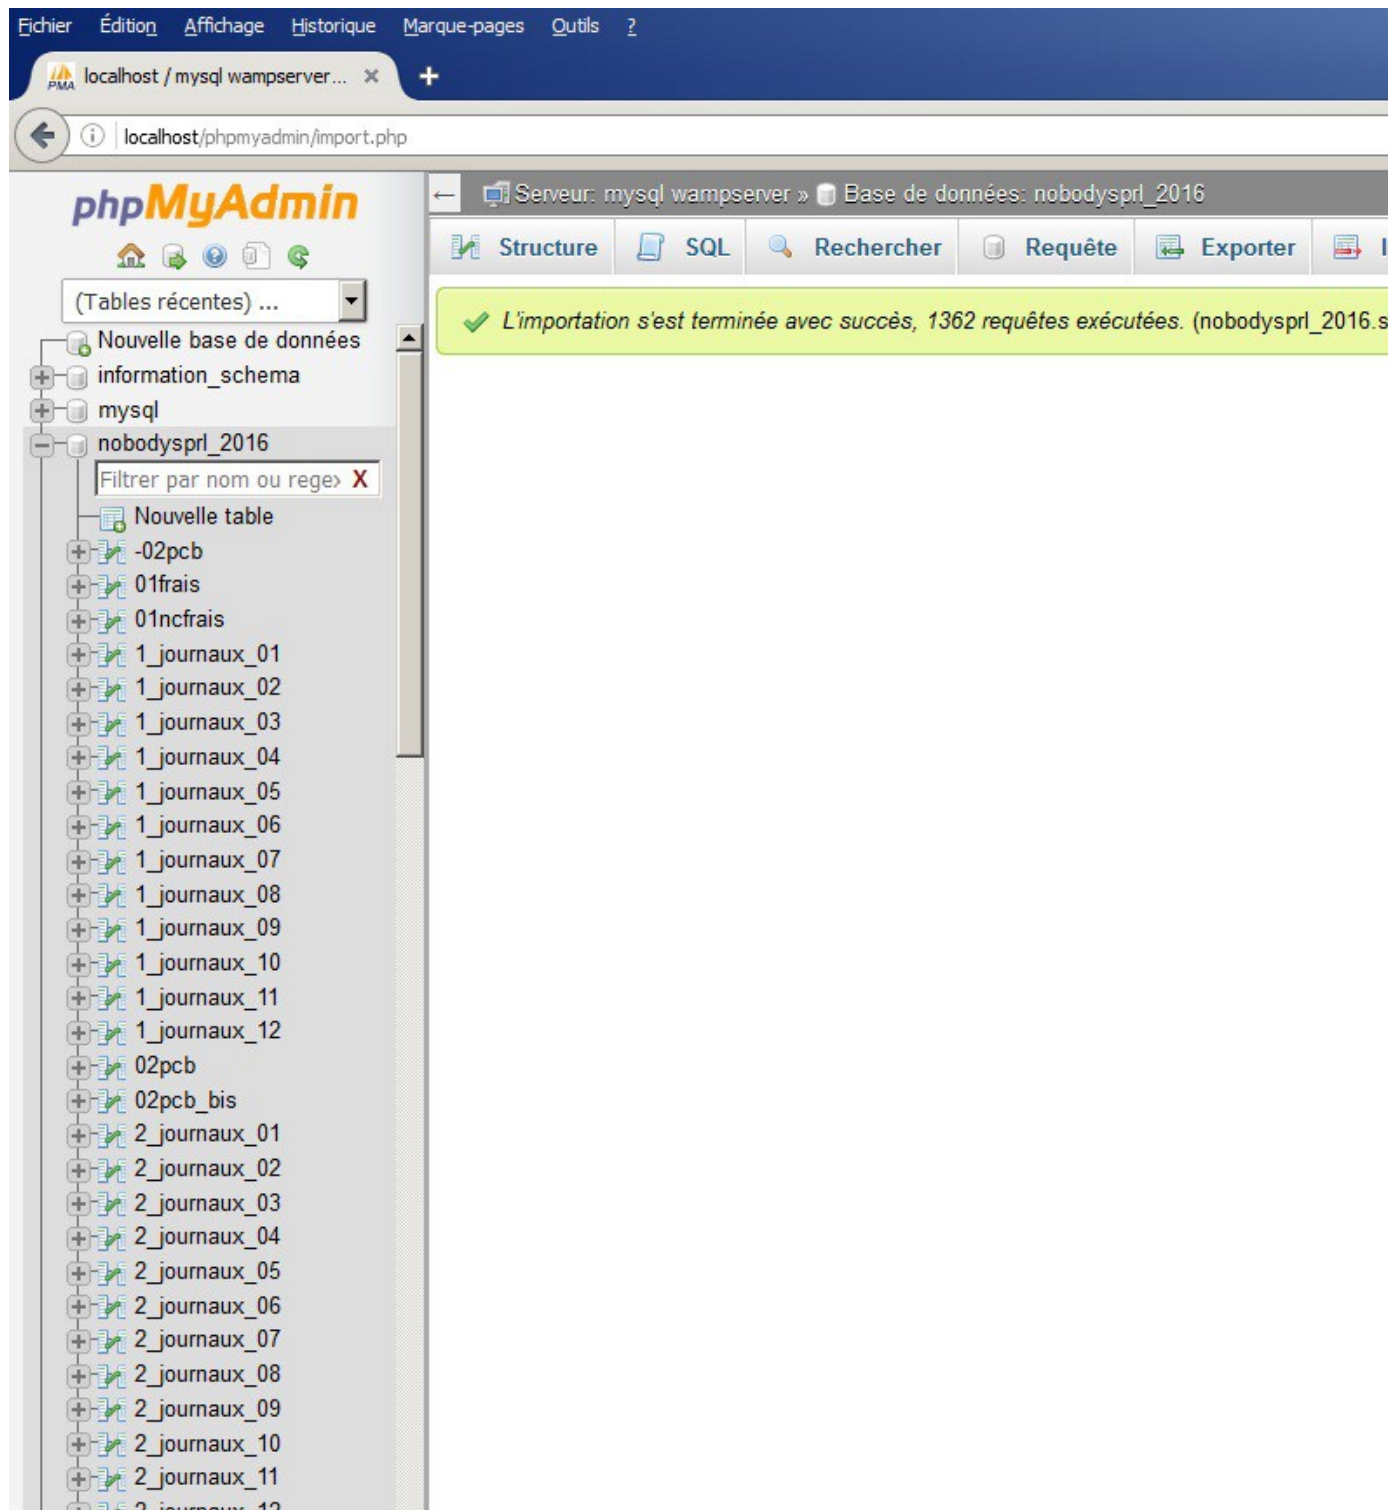 Fichier Édition Affichage Historique Marque-pages Outils ?
PMA localhost / mysql wampserver... ×
localhost/phpmyadmin/import.php
phpMyAdmin
← Serveur: mysql wampserver » Base de données: nobodysprl_2016
Structure SQL Rechercher Requête Exporter
(Tables récentes) ...
L'importation s'est terminée avec succès, 1362 requêtes exécutées. (nobodysprl_2016.s
Nouvelle base de données
information_schema
mysql
nobodysprl_2016
Filtrer par nom ou regex X
Nouvelle table
-02pcb
01frais
01ncfrais
1_journaux_01
1_journaux_02
1_journaux_03
1_journaux_04
1_journaux_05
1_journaux_06
1_journaux_07
1_journaux_08
1_journaux_09
1_journaux_10
1_journaux_11
1_journaux_12
02pcb
02pcb_bis
2_journaux_01
2_journaux_02
2_journaux_03
2_journaux_04
2_journaux_05
2_journaux_06
2_journaux_07
2_journaux_08
2_journaux_09
2_journaux_10
2_journaux_11
2_journaux_12